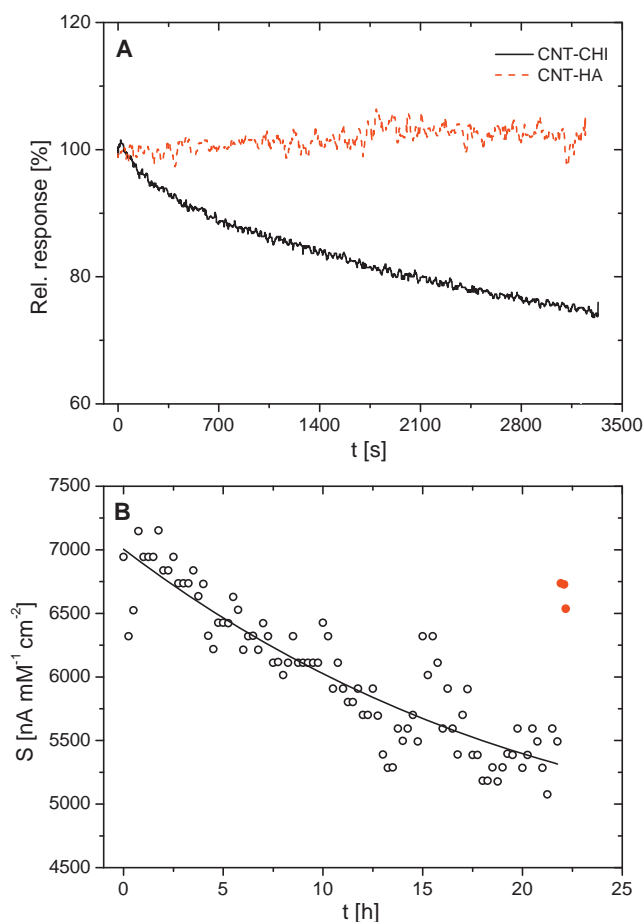 120
A
CNT-CHI
CNT-HA
100
80
60
Rel. response [%]
0 700 1400 2100 2800 3500
t [s]
7500
B
7000
6500
6000
5500
5000
4500
S [nA mM⁻¹ cm⁻²]
0 5 10 15 20 25
t [h]